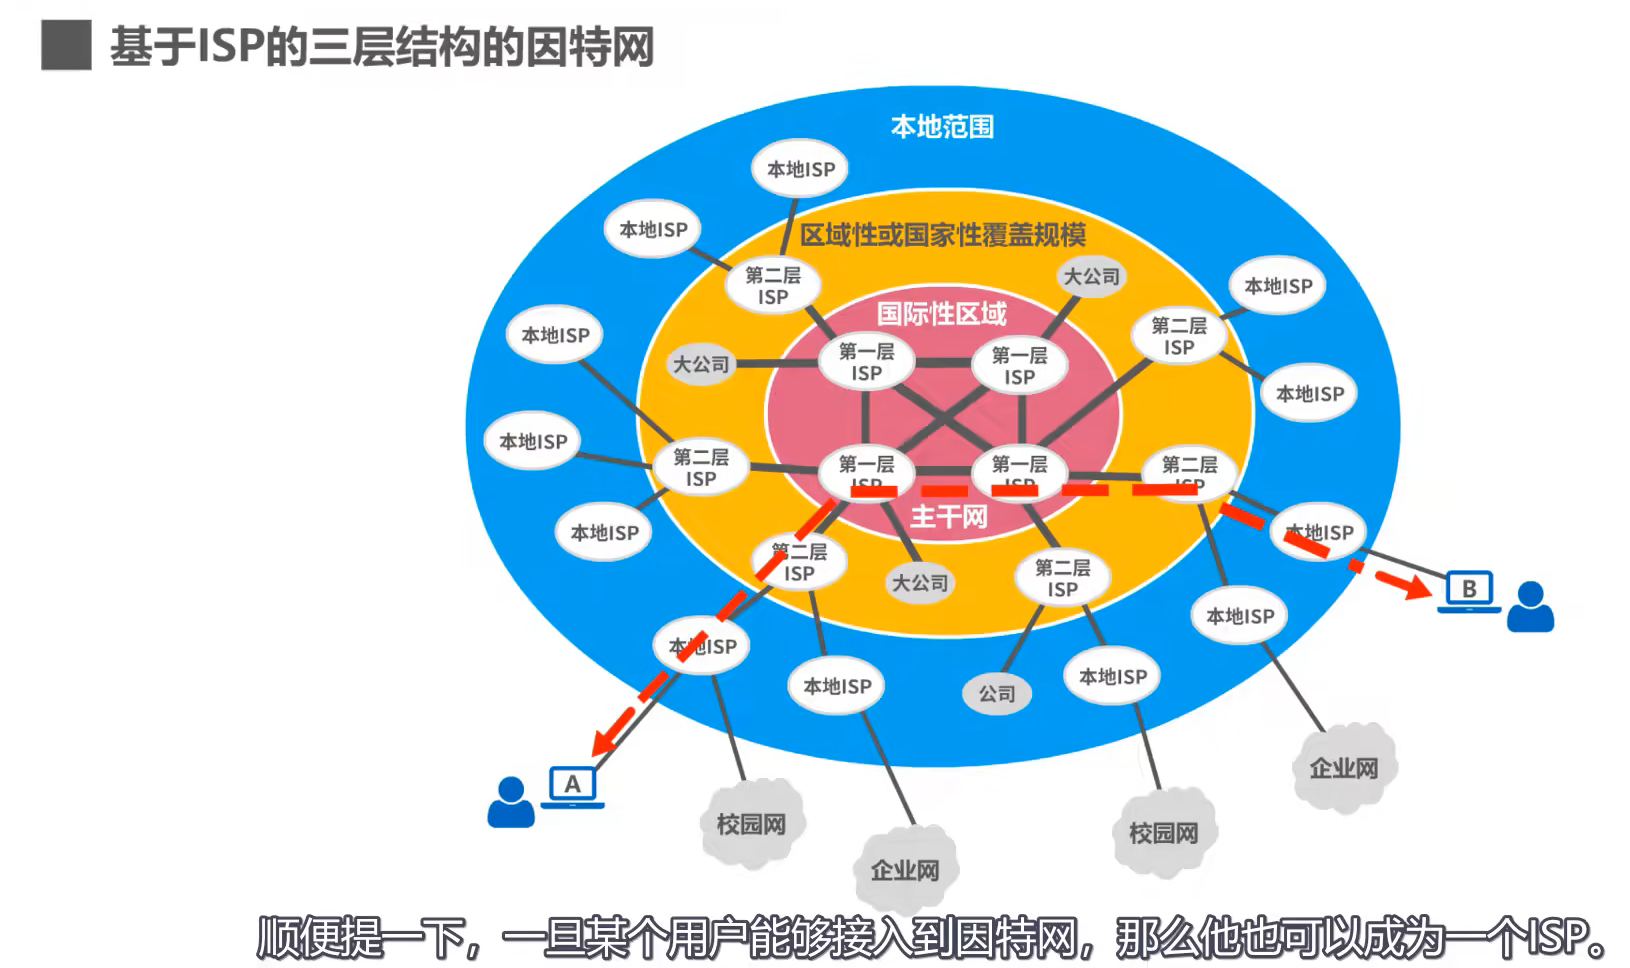 基于ISP的三层结构的因特网
本地范围
本地ISP
本地ISP
区域性或国家性覆盖规模
第二层
ISP
大公司
本地ISP
国际性区域
本地ISP
第二层
ISP
大公司
第一层
ISP
第一层
ISP
本地ISP
本地ISP
第二层
ISP
第一层
ISP
第一层
ISP
第二层
ISP
主干网
本地ISP
本地ISP
第二层
ISP
大公司
第二层
ISP
B
本地ISP
本地ISP
本地ISP
公司
本地ISP
A
企业网
校园网
校园网
企业网
顺便提一下，一旦某个用户能够接入到因特网，那么他也可以成为一个ISP。